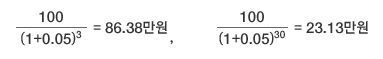 100/(1+0.05)³ = 86.38만원, 100/(1+0.05)³⁰ = 23.13만원